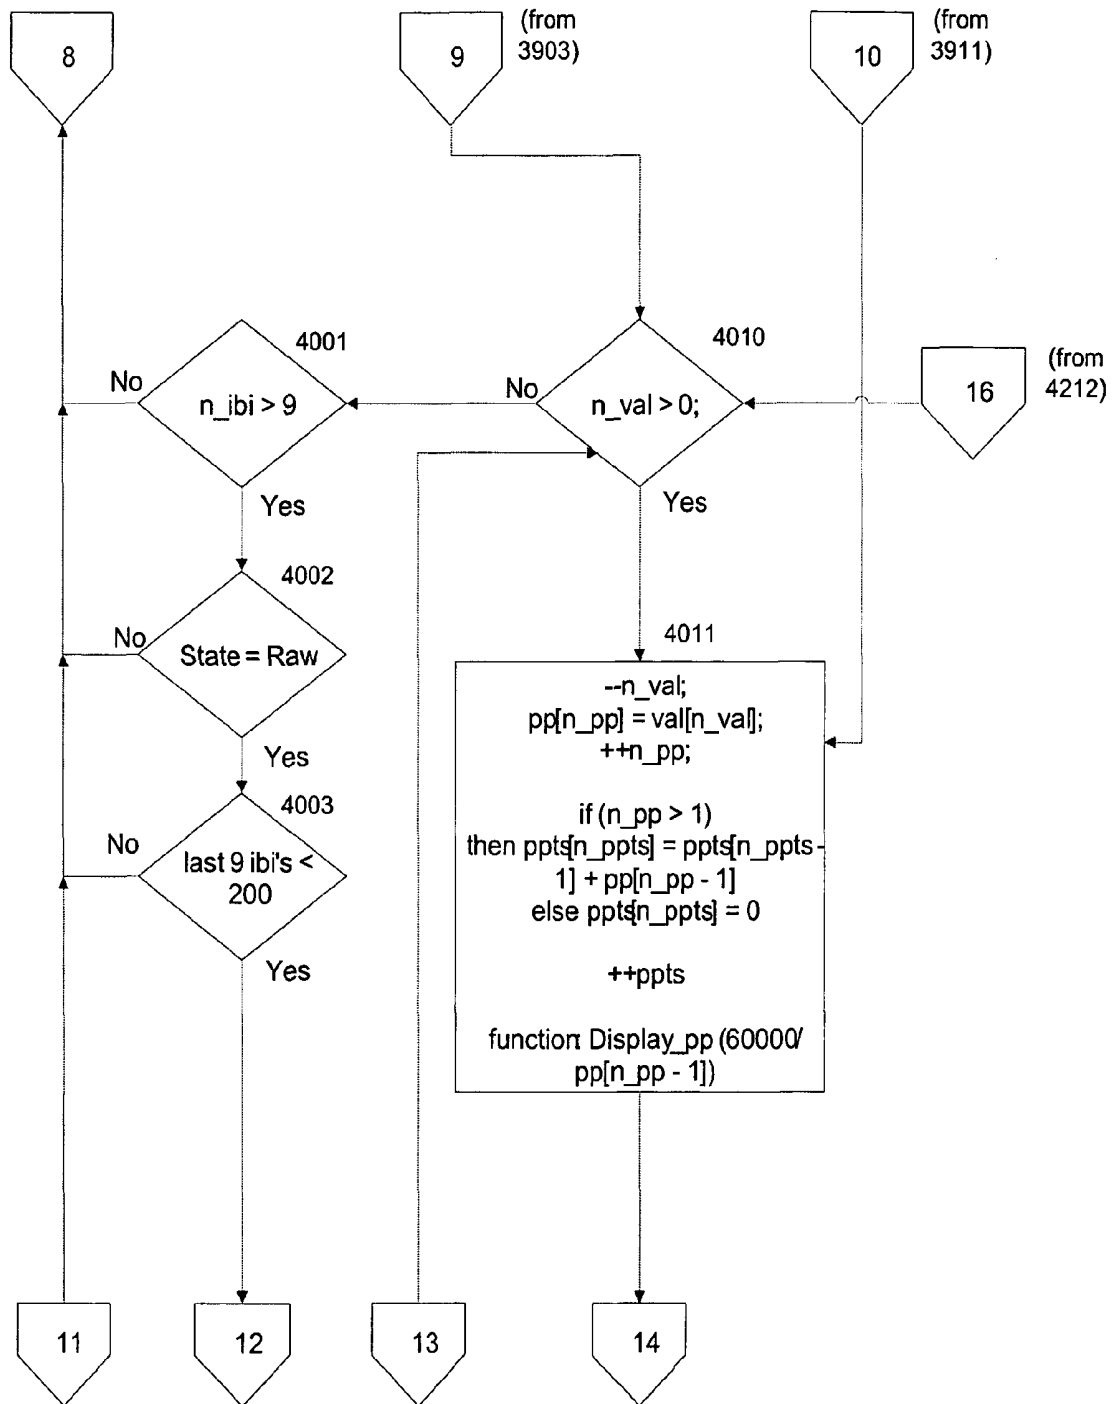 8
9
(from
3903)
10
(from
3911)
4001
n_ibi > 9
No
Yes
4010
n_val > 0;
No
Yes
16
(from
4212)
4002
State = Raw
No
Yes
4003
last 9 ibi's <
200
No
Yes
4011
--n_val;
pp[n_pp] = val[n_val];
++n_pp;
if (n_pp > 1)
then ppts[n_ppts] = ppts[n_ppts -
1] + pp[n_pp - 1]
else ppts[n_ppts] = 0
++ppts
function: Display_pp (60000/
pp[n_pp - 1])
11
12
13
14